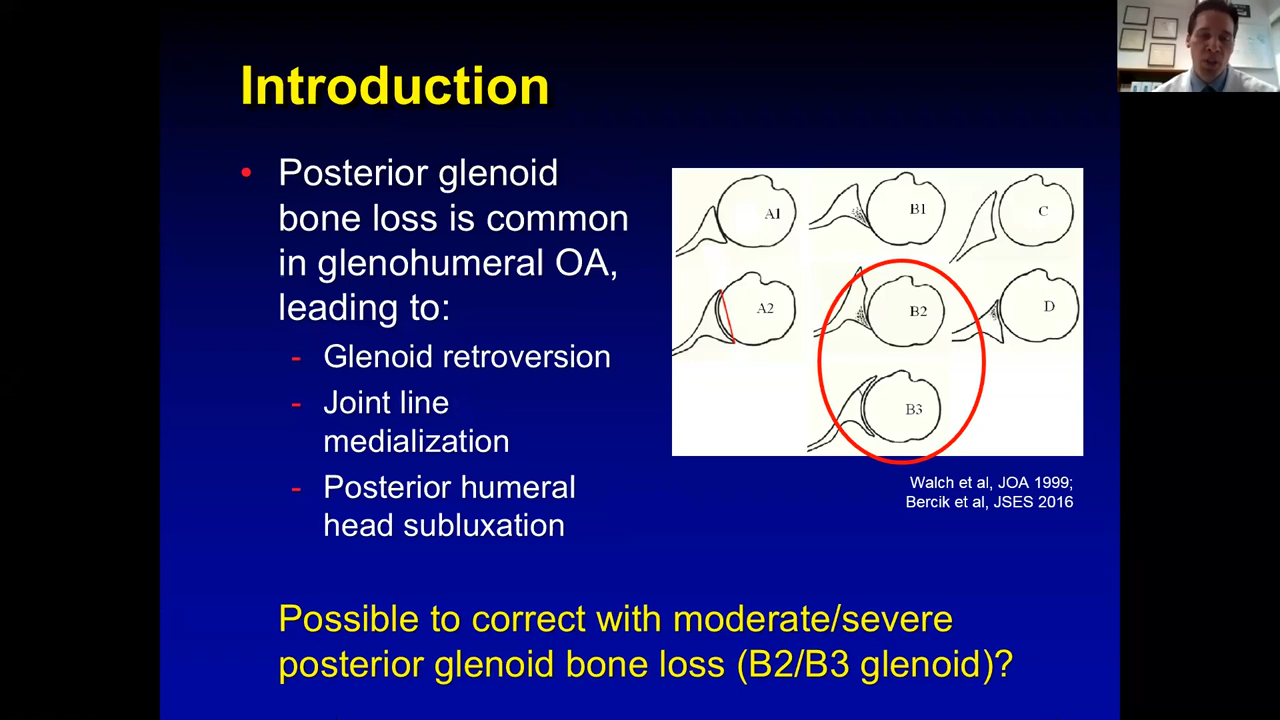 Introduction
• Posterior glenoid
bone loss is common
in glenohumeral OA,
leading to:
- Glenoid retroversion
- Joint line
medialization
- Posterior humeral
head subluxation
A1
B1
C
A2
B2
D
B3
Walch et al, JOA 1999;
Bercik et al, JSES 2016
Possible to correct with moderate/severe
posterior glenoid bone loss (B2/B3 glenoid)?